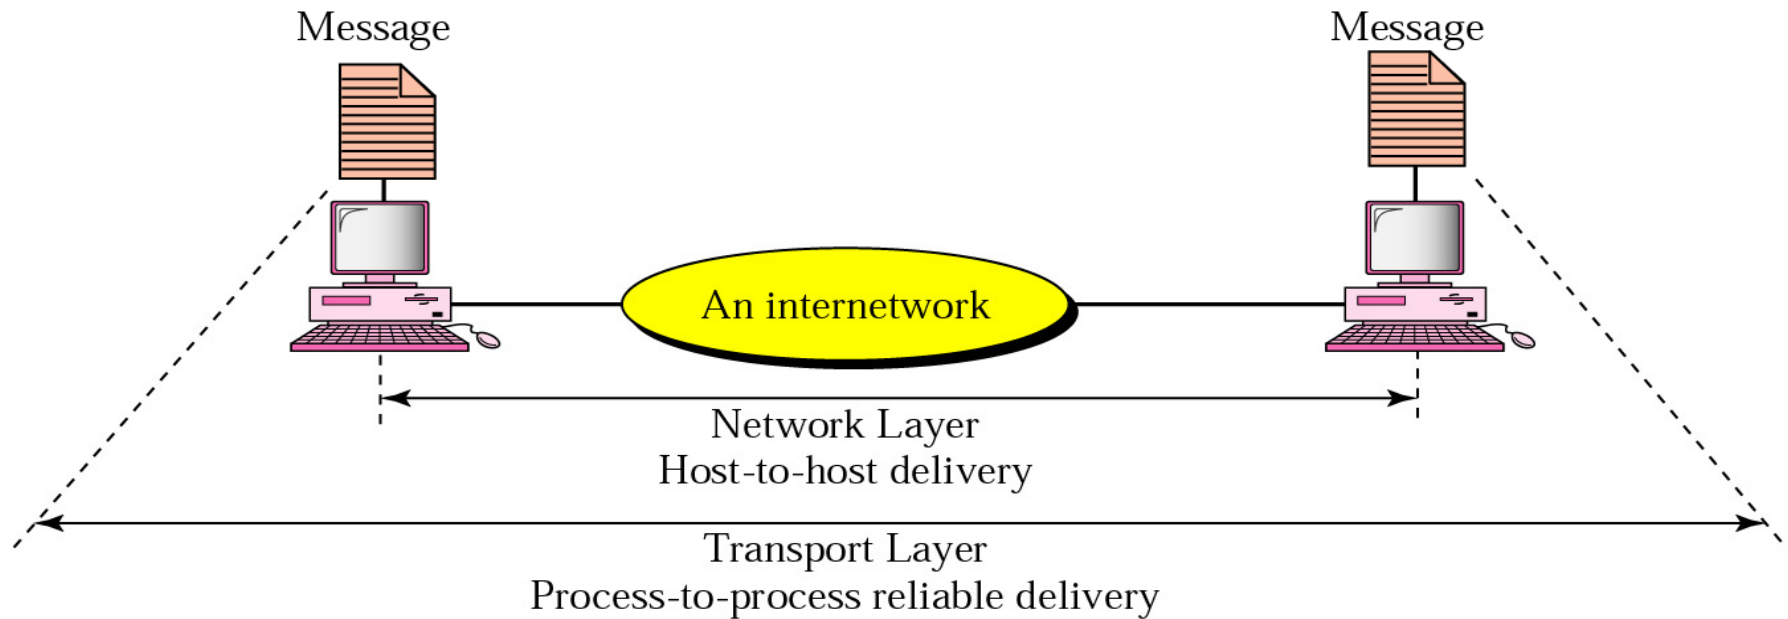 Message
Message
An internetwork
Network Layer
Host-to-host delivery
Transport Layer
Process-to-process reliable delivery